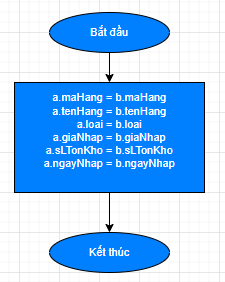 Bắt đầu
a.maHang = b.maHang
a.tenHang = b.tenHang
a.loai = b.loai
a.giaNhap = b.giaNhap
a.sLTonKho = b.sLTonKho
a.ngayNhap = b.ngayNhap
Kết thúc